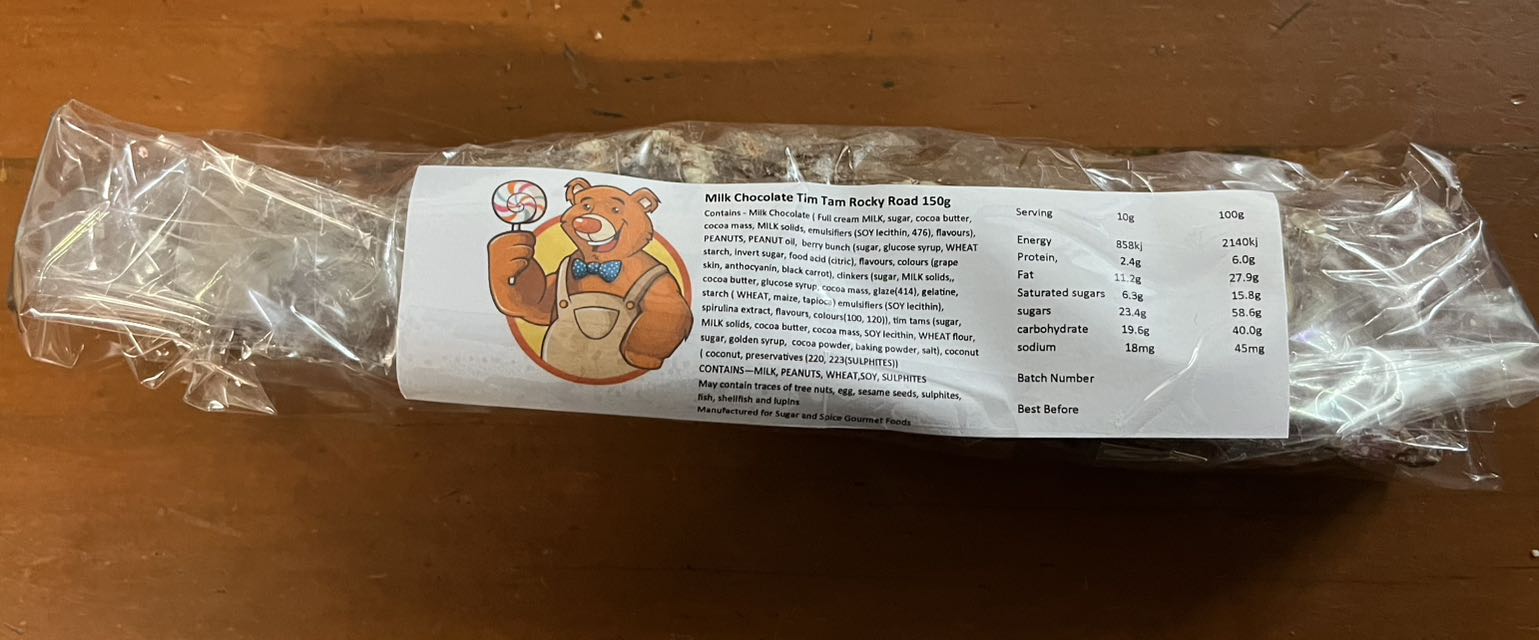 Milk Chocolate Tim Tam Rocky Road 150g
Contains - Milk Chocolate ( Full cream MILK, sugar, cocoa butter,
cocoa mass, MILK solids, emulsifiers (SOY lecithin, 476), flavours),
PEANUTS, PEANUT oil, berry bunch (sugar, glucose syrup, WHEAT
starch, invert sugar, food acid (citric), flavours, colours (grape
skin, anthocyanin, black carrot), clinkers (sugar, MILK solids,,
cocoa butter, glucose syrup, cocoa mass, glaze(414), gelatine,
starch ( WHEAT, maize, tapioca) emulsifiers (SOY lecithin),
spirulina extract, flavours, colours(100, 120)), tim tams (sugar,
MILK solids, cocoa butter, cocoa mass, SOY lecithin, WHEAT flour,
sugar, golden syrup, cocoa powder, baking powder, salt), coconut
( coconut, preservatives (220, 223(SULPHITES))
CONTAINS—MILK, PEANUTS, WHEAT,SOY, SULPHITES
May contain traces of tree nuts, egg, sesame seeds, sulphites,
fish, shellfish and lupins
Manufactured for Sugar and Spice Gourmet Foods
Serving 10g 100g
Energy 858kj 2140kj
Protein, 2.4g 6.0g
Fat 11.2g 27.9g
Saturated sugars 6.3g 15.8g
sugars 23.4g 58.6g
carbohydrate 19.6g 40.0g
sodium 18mg 45mg
Batch Number
Best Before